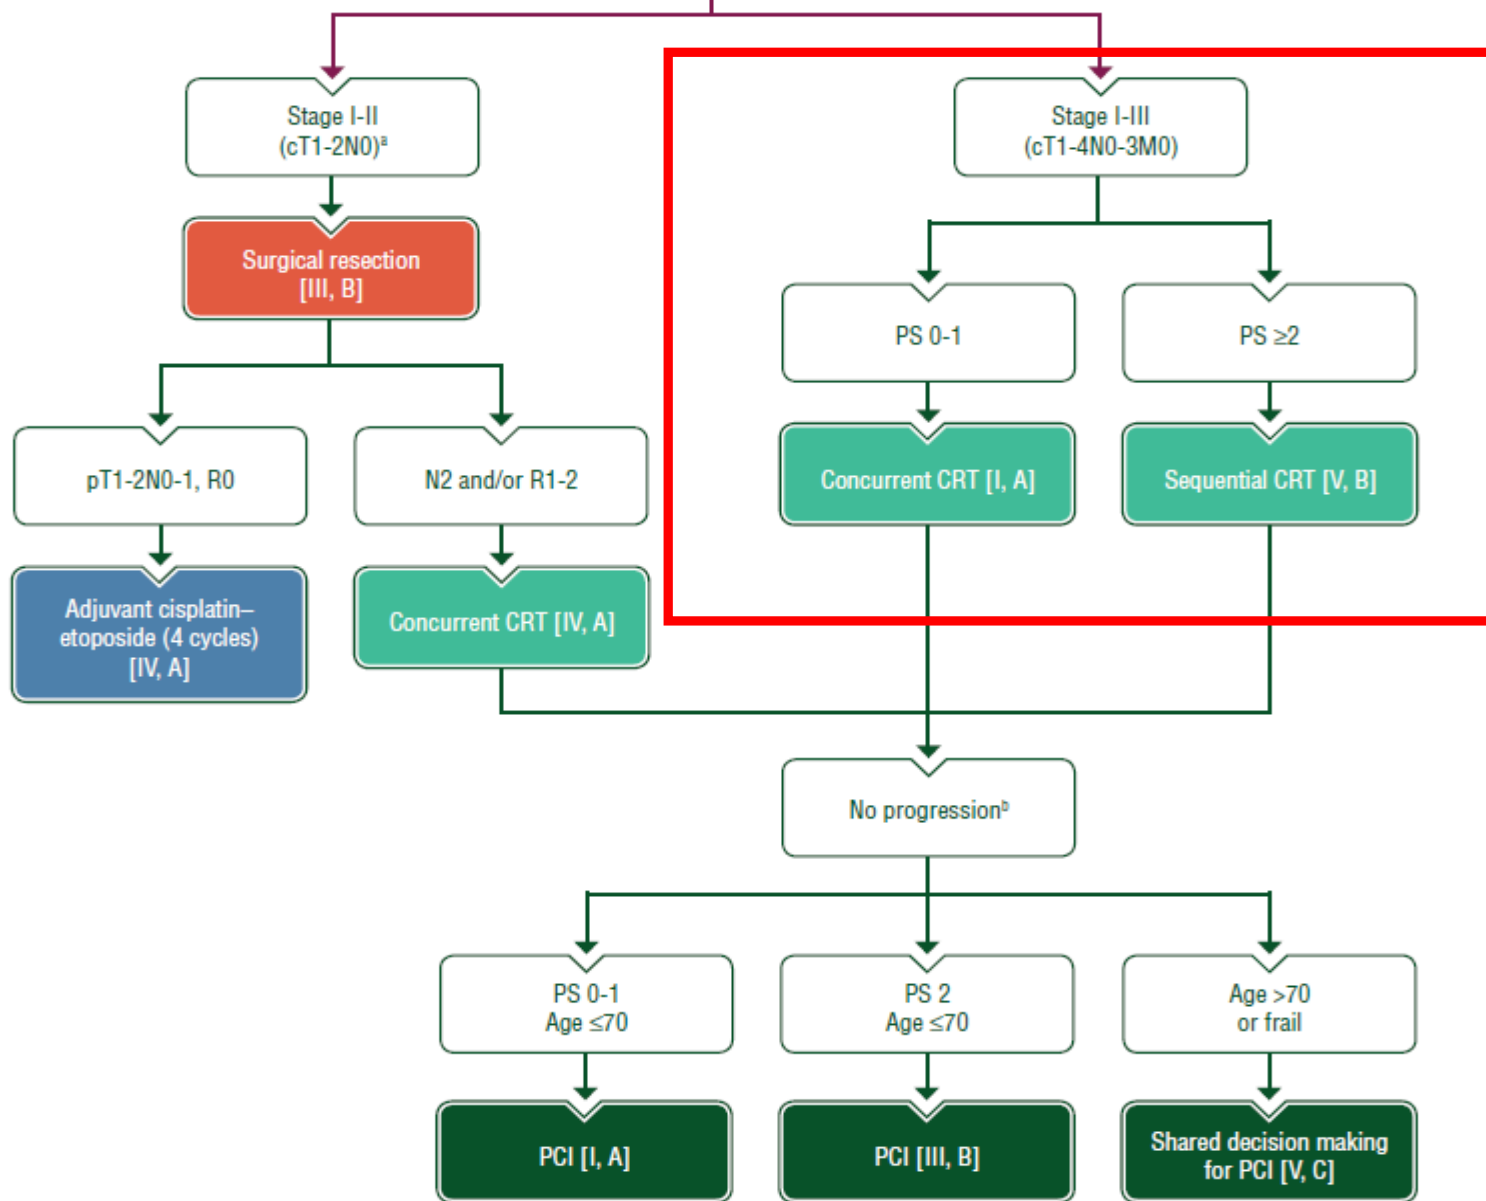 Stage I-II
(cT1-2N0)ª
Stage I-III
(cT1-4N0-3M0)
Surgical resection
[III, B]
PS 0-1
PS ≥2
pT1-2N0-1, R0
N2 and/or R1-2
Concurrent CRT [I, A]
Sequential CRT [V, B]
Adjuvant cisplatin–
etoposide (4 cycles)
[IV, A]
Concurrent CRT [IV, A]
No progressionᵇ
PS 0-1
Age ≤70
PS 2
Age ≤70
Age >70
or frail
PCI [I, A]
PCI [III, B]
Shared decision making
for PCI [V, C]